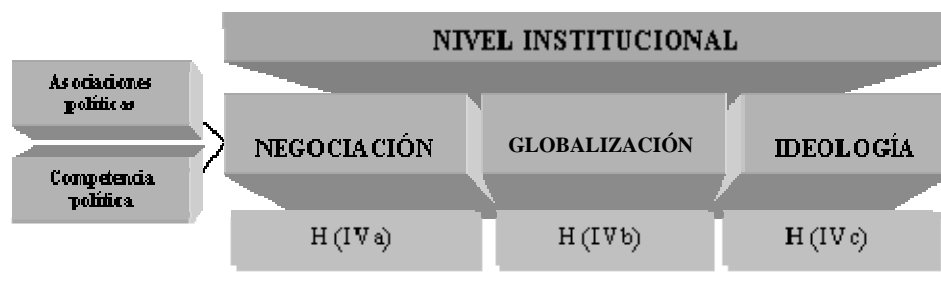 NIVEL INSTITUCIONAL
Asociaciones
políticas
Competencia
política
NEGOCIACIÓN
GLOBALIZACIÓN
IDEOLOGÍA
H (IVa)
H (IVb)
H (IVc)